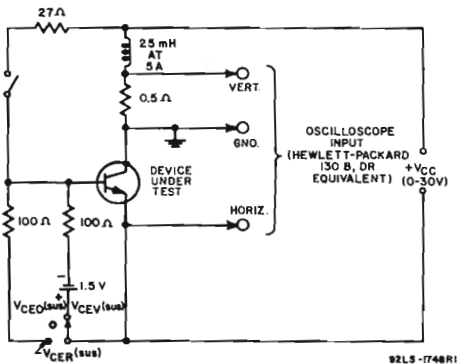 27Ω
25 mH
AT
5A
VERT.
0.5 Ω
GND.
OSCILLOSCOPE
INPUT
(HEWLETT-PACKARD
130 B, OR
EQUIVALENT)
+VCC
(0-30V)
DEVICE
UNDER
TEST
100 Ω
100 Ω
HORIZ.
−
1.5 V
+
VCEO(sus)
VCEV(sus)
VCER(sus)
92LS-1748R1